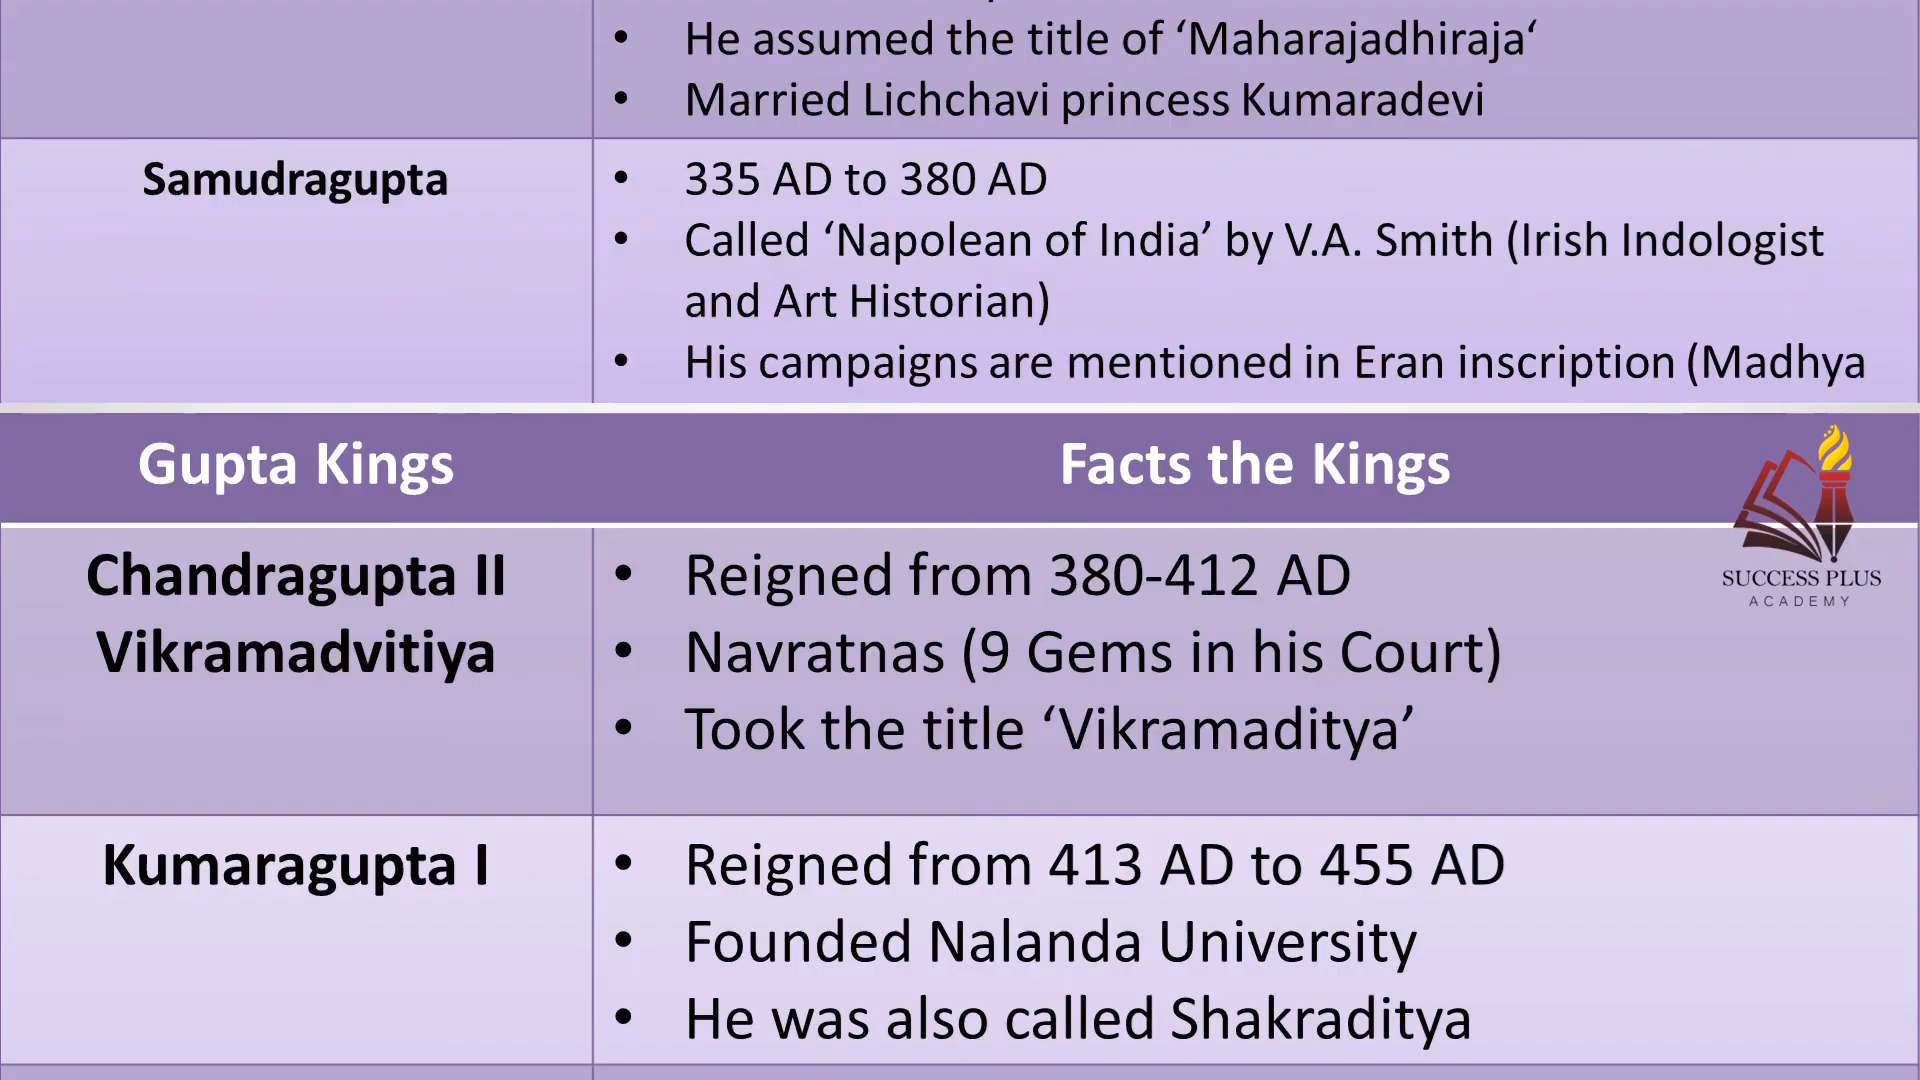 • He assumed the title of ‘Maharajadhiraja‘
• Married Lichchavi princess Kumaradevi
Samudragupta
• 335 AD to 380 AD
• Called ‘Napolean of India’ by V.A. Smith (Irish Indologist
and Art Historian)
• His campaigns are mentioned in Eran inscription (Madhya
Gupta Kings
Facts the Kings
SUCCESS PLUS
ACADEMY
Chandragupta II
Vikramadvitiya
• Reigned from 380-412 AD
• Navratnas (9 Gems in his Court)
• Took the title ‘Vikramaditya’
Kumaragupta I
• Reigned from 413 AD to 455 AD
• Founded Nalanda University
• He was also called Shakraditya